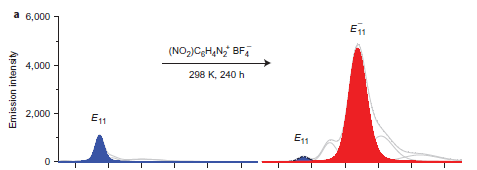 a
6,000
4,000
2,000
0
Emission intensity
E₁₁
(NO₂)C₆H₄N₂⁺ BF₄⁻
298 K, 240 h
E₁₁
E₁₁⁻